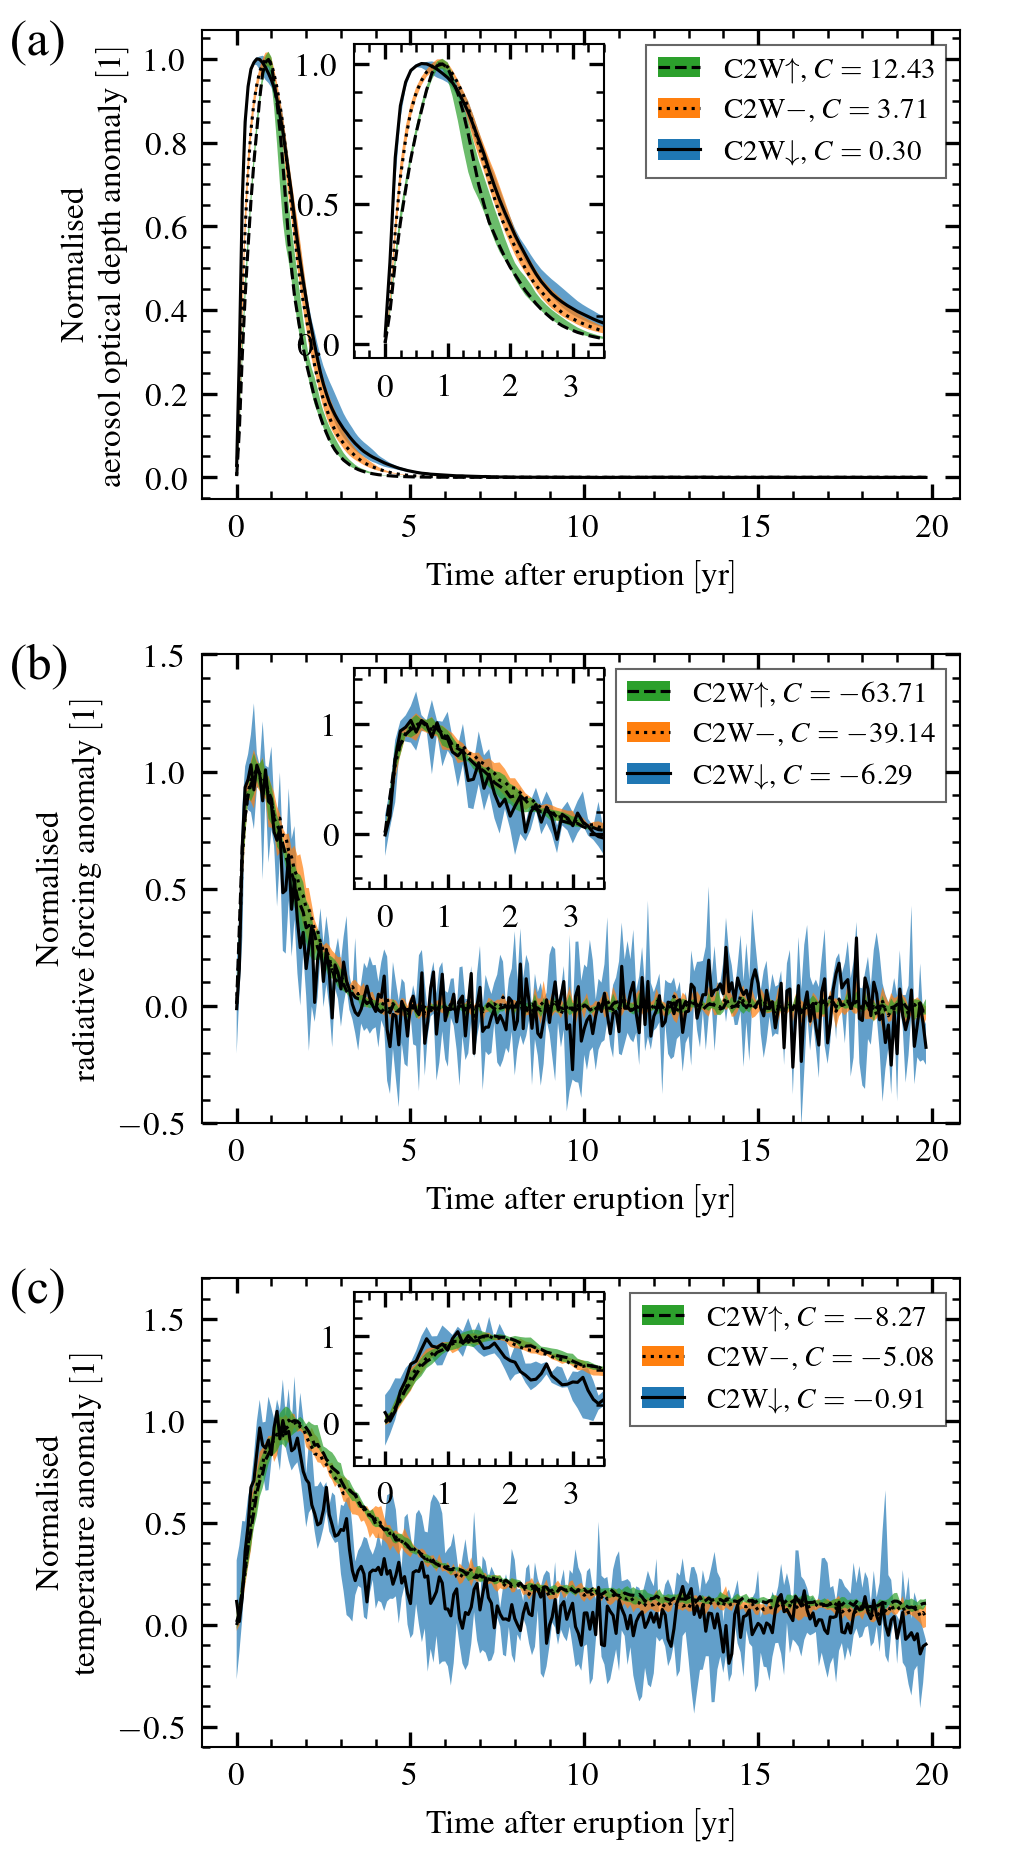 (a)
Normalised
aerosol optical depth anomaly [1]
1.0
0.8
0.6
0.4
0.2
0.0
0
5
10
15
20
Time after eruption [yr]
1.0
0.5
0
1
2
3
C2W↑, C = 12.43
C2W−, C = 3.71
C2W↓, C = 0.30
(b)
Normalised
radiative forcing anomaly [1]
1.5
1.0
0.5
0.0
−0.5
0
5
10
15
20
Time after eruption [yr]
1
0
0
1
2
3
C2W↑, C = −63.71
C2W−, C = −39.14
C2W↓, C = −6.29
(c)
Normalised
temperature anomaly [1]
1.5
1.0
0.5
0.0
−0.5
0
5
10
15
20
Time after eruption [yr]
1
0
0
1
2
3
C2W↑, C = −8.27
C2W−, C = −5.08
C2W↓, C = −0.91